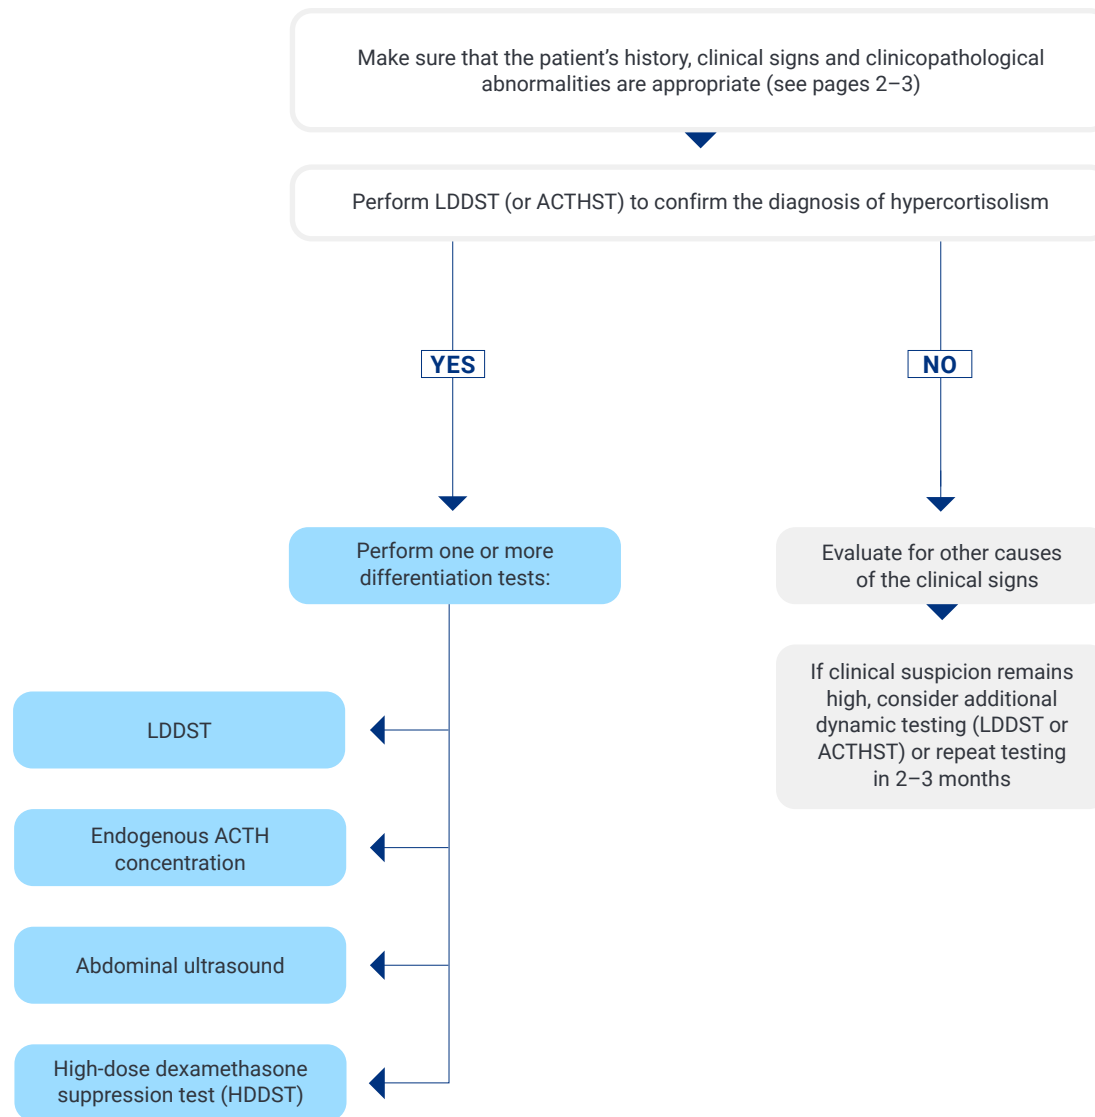 Make sure that the patient’s history, clinical signs and clinicopathological
abnormalities are appropriate (see pages 2–3)
Perform LDDST (or ACTHST) to confirm the diagnosis of hypercortisolism
YES
NO
Perform one or more
differentiation tests:
Evaluate for other causes
of the clinical signs
If clinical suspicion remains
high, consider additional
dynamic testing (LDDST or
ACTHST) or repeat testing
in 2–3 months
LDDST
Endogenous ACTH
concentration
Abdominal ultrasound
High-dose dexamethasone
suppression test (HDDST)